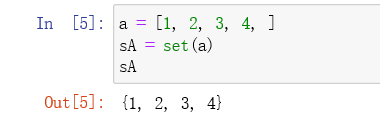 In [5]: a = [1, 2, 3, 4, ]
sA = set(a)
sA
Out[5]: {1, 2, 3, 4}